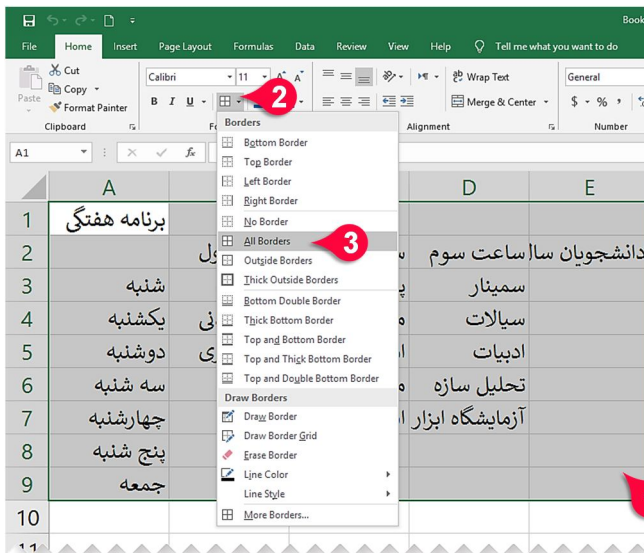 Book
File Home Insert Page Layout Formulas Data Review View Help Tell me what you want to do
Paste
Cut
Copy
Format Painter
Clipboard
Calibri 11 A A
B I U
2
Wrap Text
Merge & Center
Alignment
General
$ % ,
Number
A1 fx
Borders
Bottom Border
Top Border
Left Border
Right Border
No Border
All Borders
3
Outside Borders
Thick Outside Borders
Bottom Double Border
Thick Bottom Border
Top and Bottom Border
Top and Thick Bottom Border
Top and Double Bottom Border
Draw Borders
Draw Border
Draw Border Grid
Erase Border
Line Color
Line Style
More Borders...
A D E
1 برنامه هفتگی
2 ساعت سوم
3 شنبه سمینار
4 یکشنبه سیالات
5 دوشنبه ادبیات
6 سه شنبه تحلیل سازه
7 چهارشنبه آزمایشگاه ابزار
8 پنج شنبه
9 جمعه
10